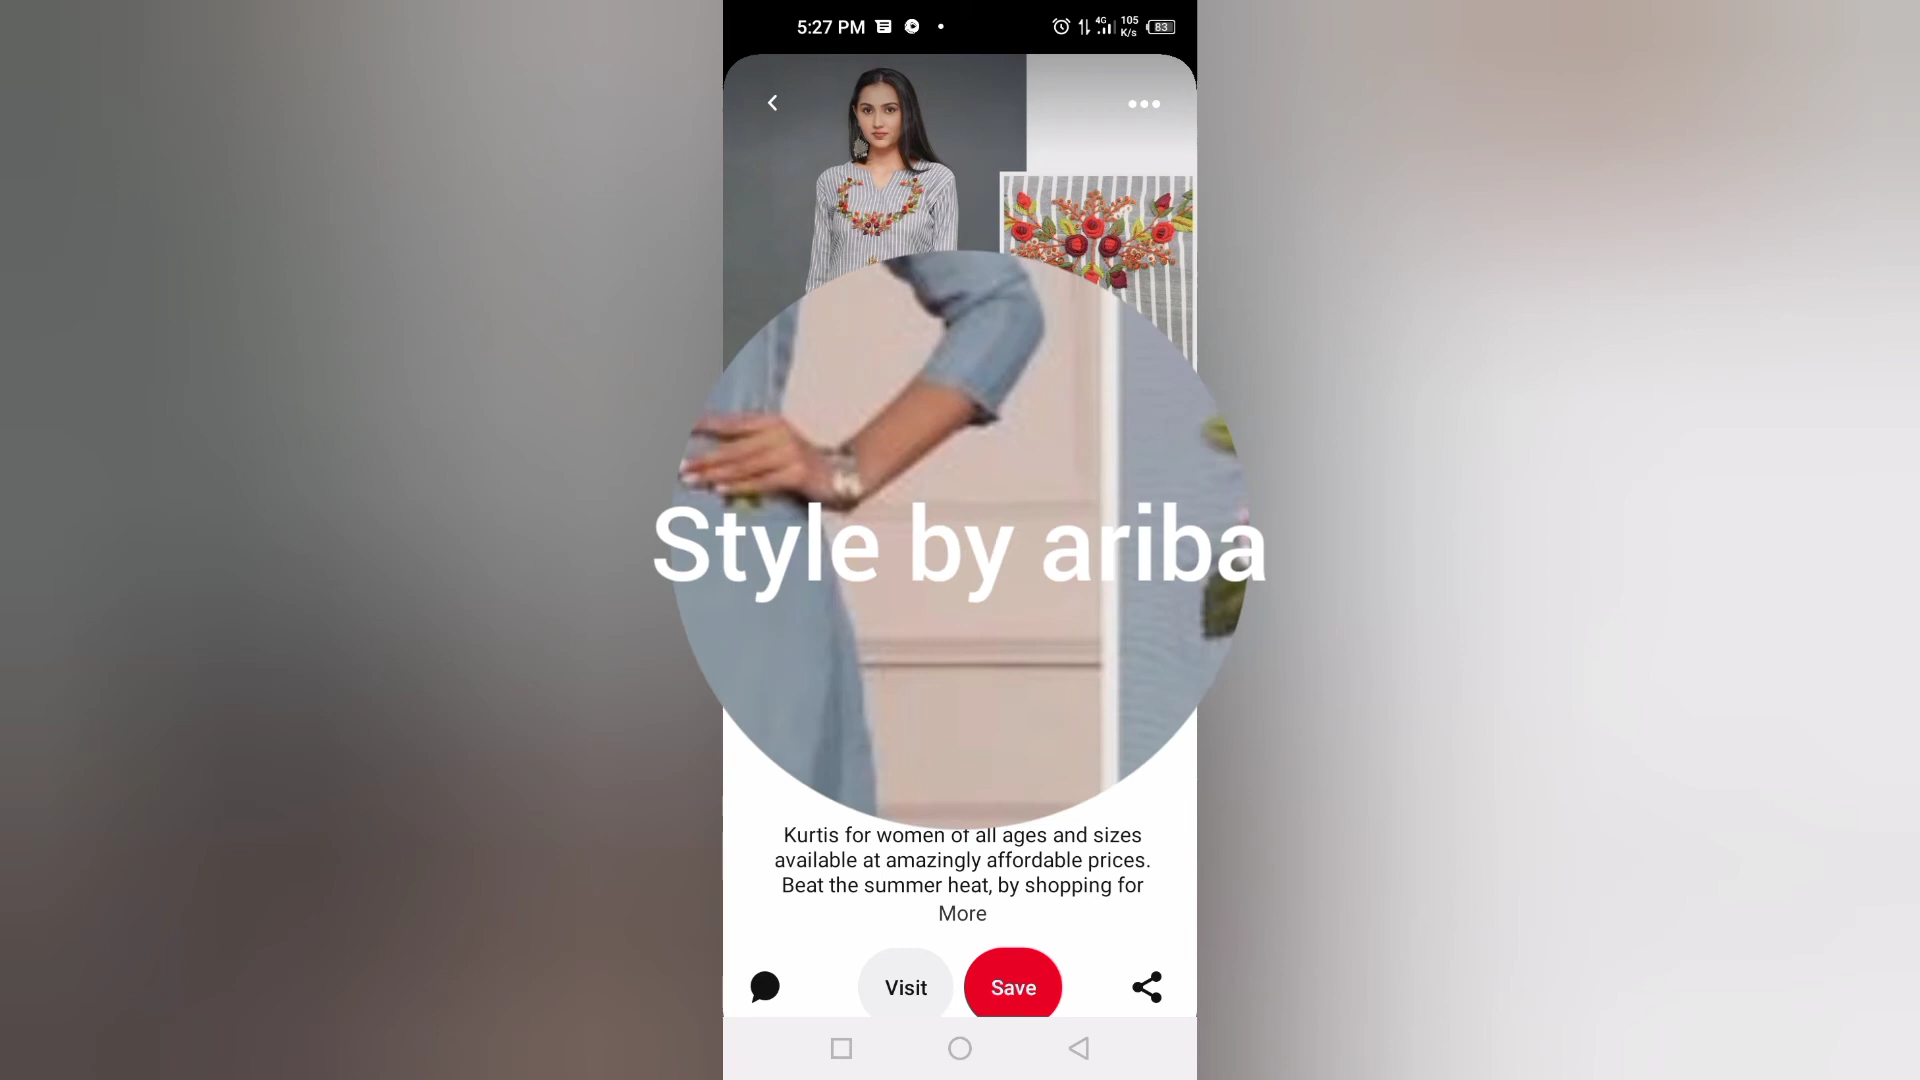 5:27 PM
4G
105
K/s
83
Style by ariba
Kurtis for women of all ages and sizes
available at amazingly affordable prices.
Beat the summer heat, by shopping for
More
Visit
Save